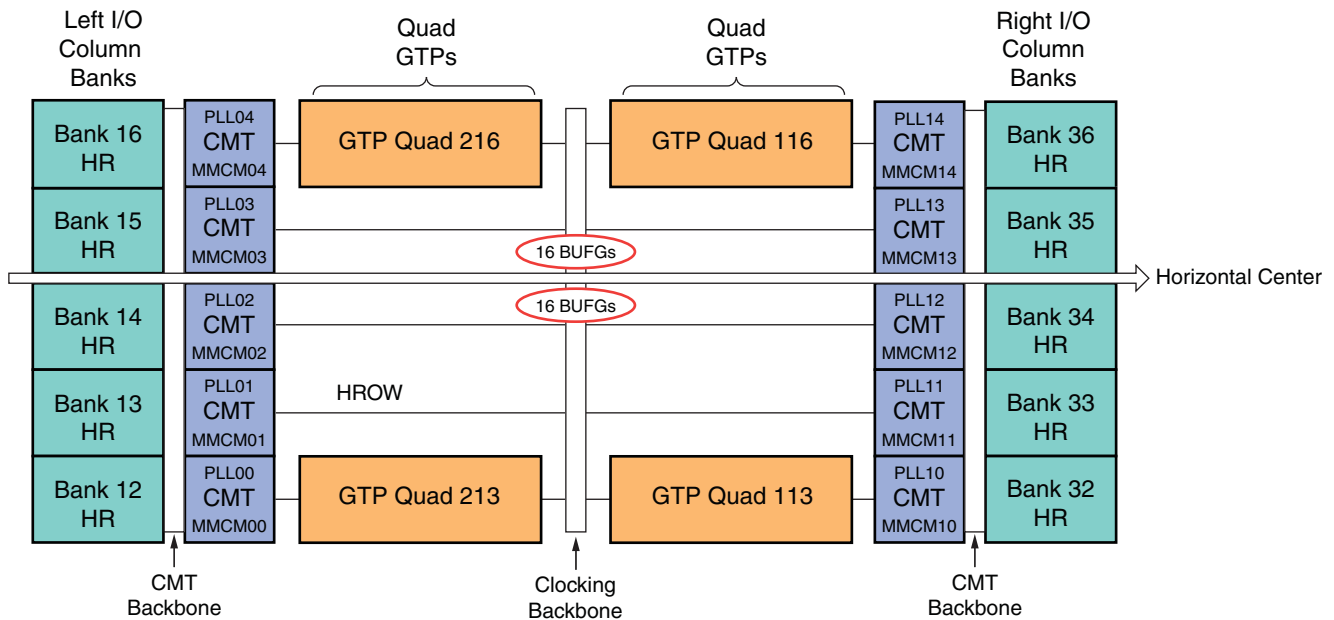 Left I/O
Column
Banks
Quad
GTPs
Quad
GTPs
Right I/O
Column
Banks
Bank 16
HR
PLL04
CMT
MMCM04
GTP Quad 216
GTP Quad 116
PLL14
CMT
MMCM14
Bank 36
HR
Bank 15
HR
PLL03
CMT
MMCM03
16 BUFGs
PLL13
CMT
MMCM13
Bank 35
HR
Horizontal Center
Bank 14
HR
PLL02
CMT
MMCM02
16 BUFGs
PLL12
CMT
MMCM12
Bank 34
HR
Bank 13
HR
PLL01
CMT
MMCM01
HROW
PLL11
CMT
MMCM11
Bank 33
HR
Bank 12
HR
PLL00
CMT
MMCM00
GTP Quad 213
GTP Quad 113
PLL10
CMT
MMCM10
Bank 32
HR
CMT
Backbone
Clocking
Backbone
CMT
Backbone